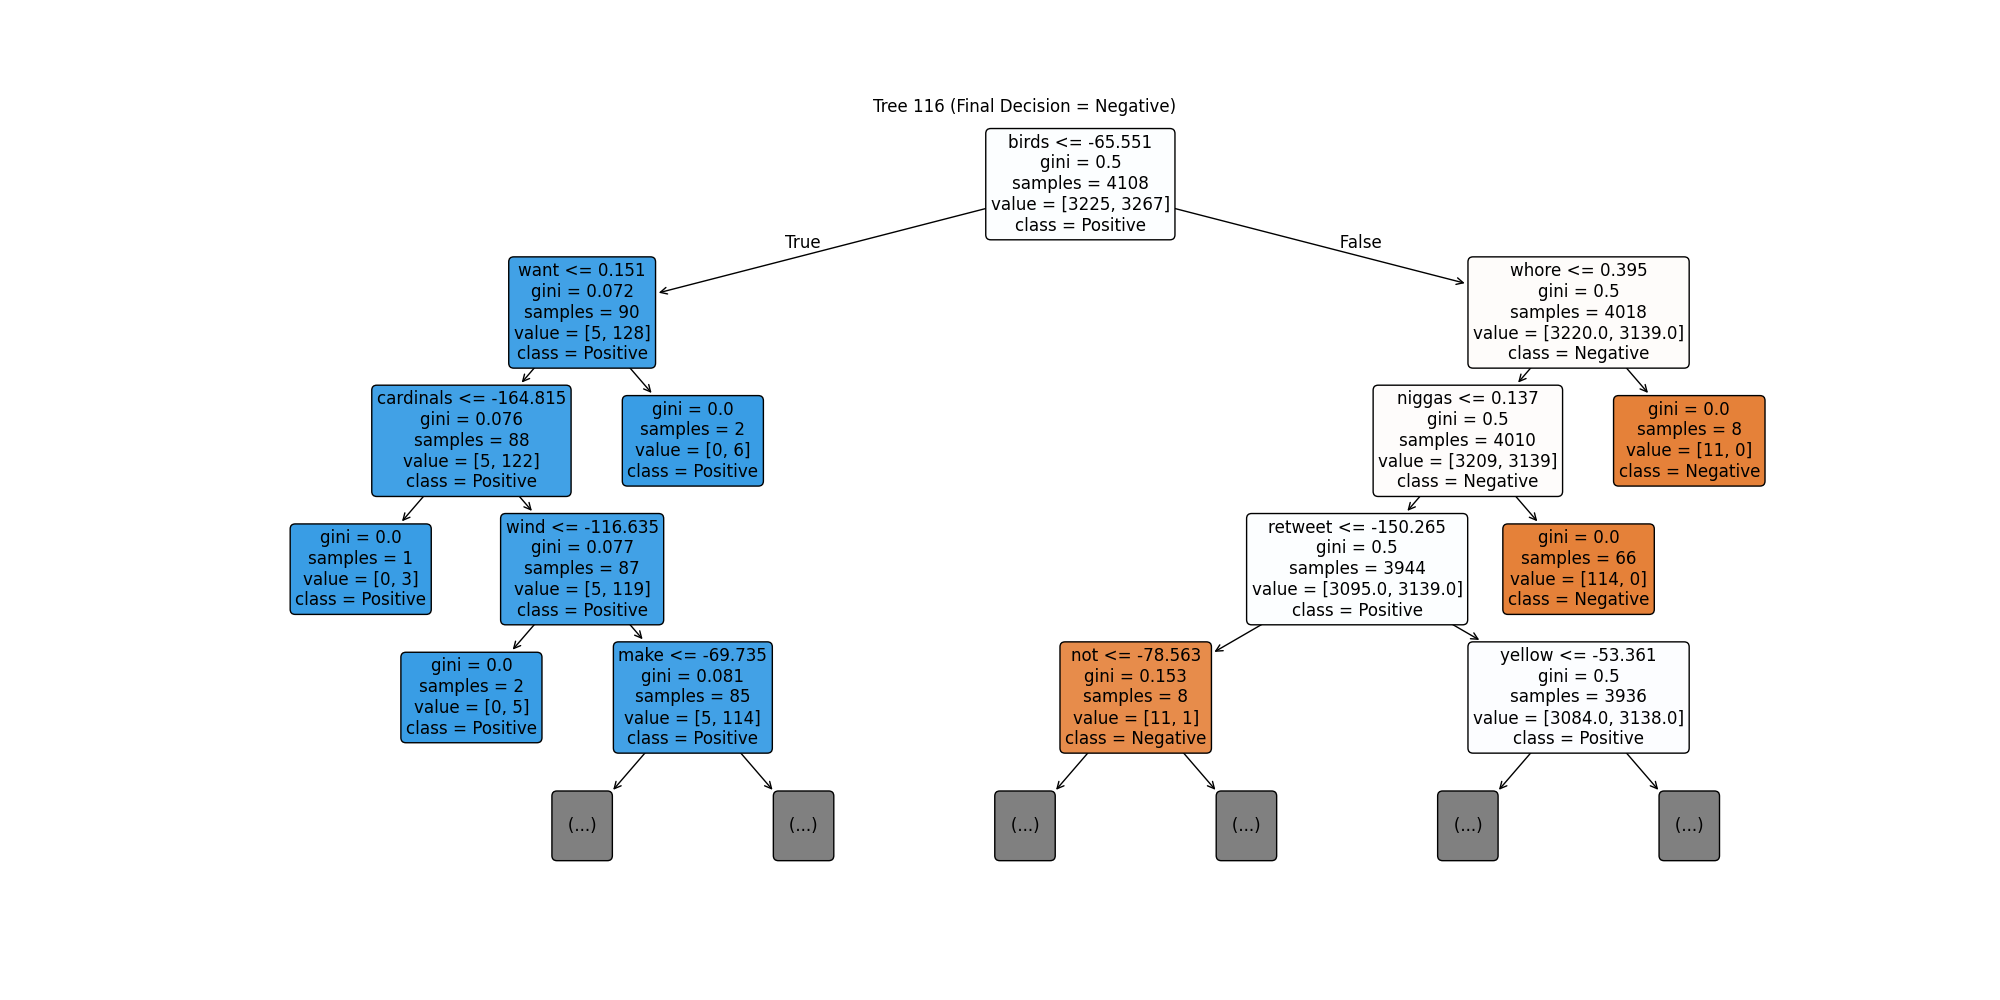 Tree 116 (Final Decision = Negative)
birds <= -65.551
gini = 0.5
samples = 4108
value = [3225, 3267]
class = Positive
True
False
want <= 0.151
gini = 0.072
samples = 90
value = [5, 128]
class = Positive
whore <= 0.395
gini = 0.5
samples = 4018
value = [3220.0, 3139.0]
class = Negative
cardinals <= -164.815
gini = 0.076
samples = 88
value = [5, 122]
class = Positive
gini = 0.0
samples = 2
value = [0, 6]
class = Positive
niggas <= 0.137
gini = 0.5
samples = 4010
value = [3209, 3139]
class = Negative
gini = 0.0
samples = 8
value = [11, 0]
class = Negative
gini = 0.0
samples = 1
value = [0, 3]
class = Positive
wind <= -116.635
gini = 0.077
samples = 87
value = [5, 119]
class = Positive
retweet <= -150.265
gini = 0.5
samples = 3944
value = [3095.0, 3139.0]
class = Positive
gini = 0.0
samples = 66
value = [114, 0]
class = Negative
gini = 0.0
samples = 2
value = [0, 5]
class = Positive
make <= -69.735
gini = 0.081
samples = 85
value = [5, 114]
class = Positive
not <= -78.563
gini = 0.153
samples = 8
value = [11, 1]
class = Negative
yellow <= -53.361
gini = 0.5
samples = 3936
value = [3084.0, 3138.0]
class = Positive
(...)
(...)
(...)
(...)
(...)
(...)